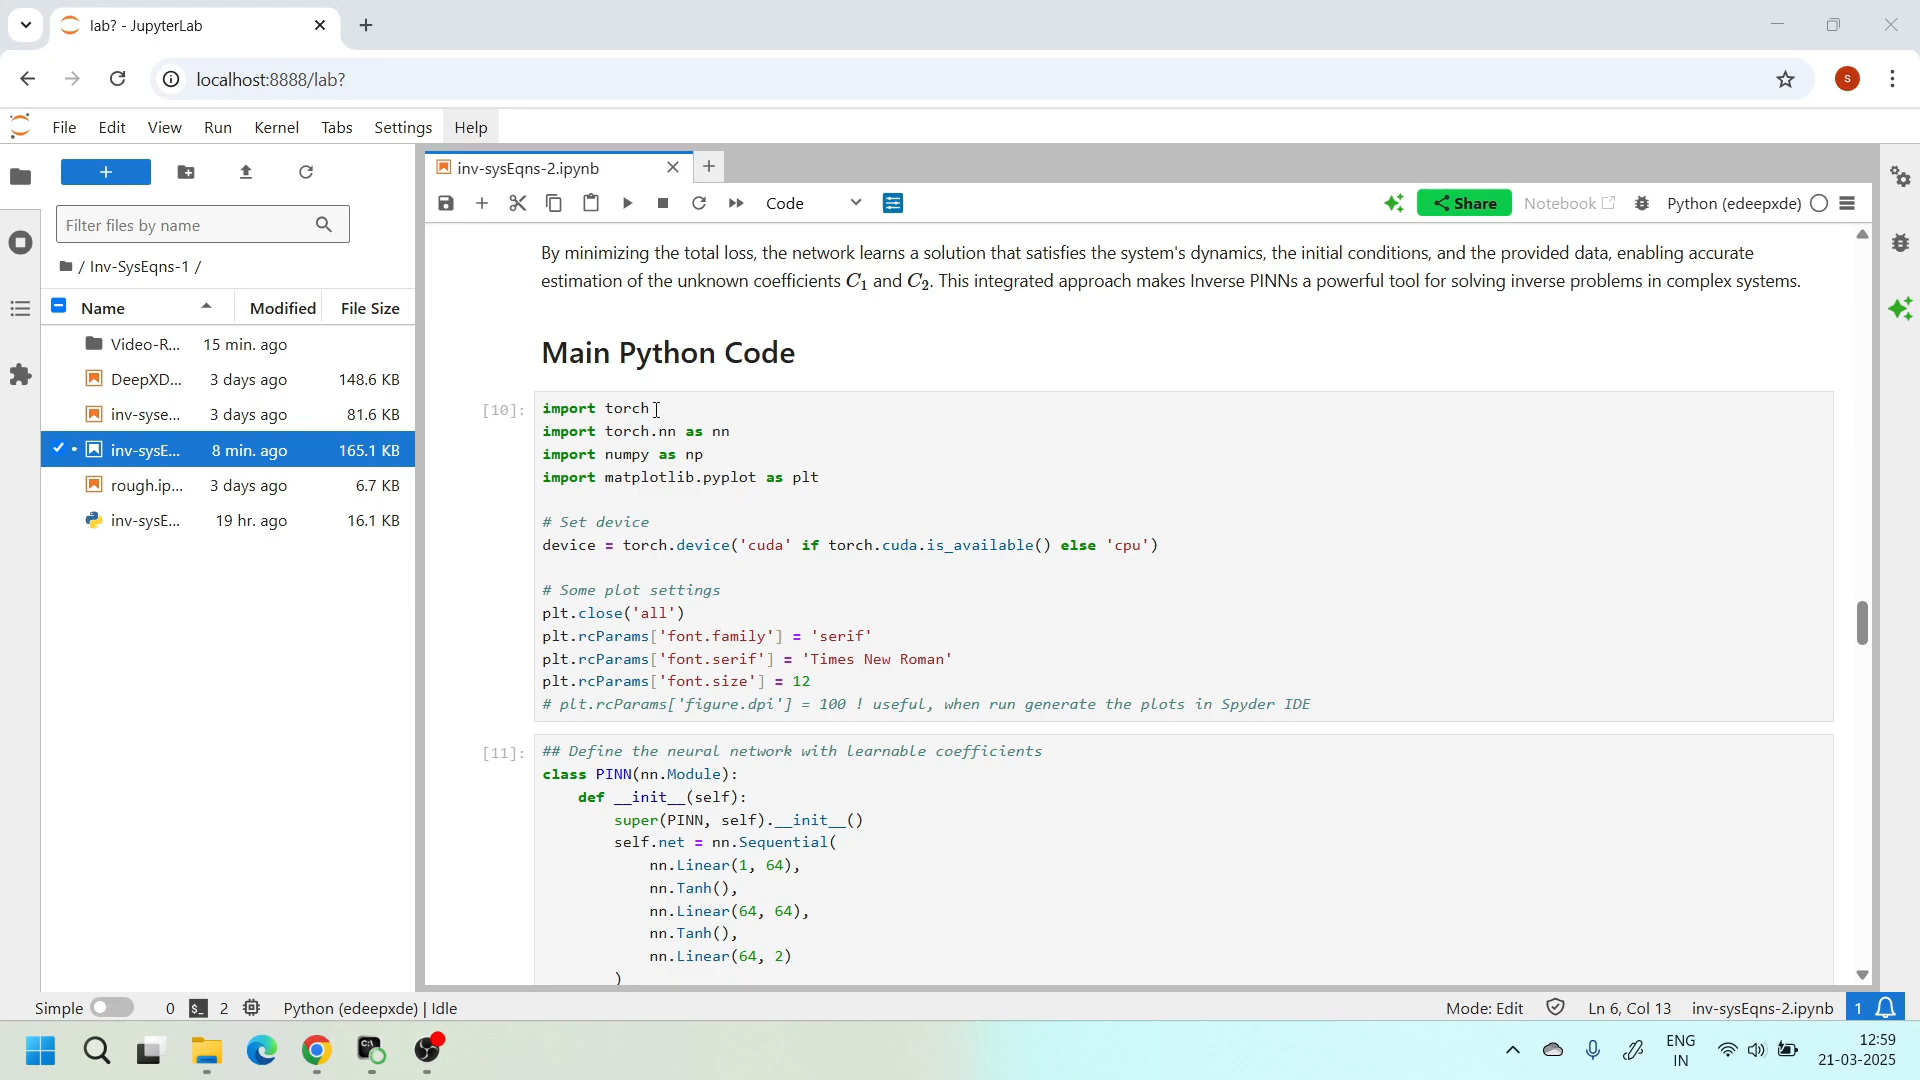 lab? - JupyterLab
localhost:8888/lab?
S
File Edit View Run Kernel Tabs Settings Help
inv-sysEqns-2.ipynb
Filter files by name
Code
Share
Notebook
Python (edeepxde)
/ Inv-SysEqns-1 /
Name Modified File Size
Video-R... 15 min. ago
DeepXD... 3 days ago 148.6 KB
inv-syse... 3 days ago 81.6 KB
inv-sysE... 8 min. ago 165.1 KB
rough.ip... 3 days ago 6.7 KB
inv-sysE... 19 hr. ago 16.1 KB
By minimizing the total loss, the network learns a solution that satisfies the system's dynamics, the initial conditions, and the provided data, enabling accurate
estimation of the unknown coefficients C₁ and C₂. This integrated approach makes Inverse PINNs a powerful tool for solving inverse problems in complex systems.
Main Python Code
[10]: import torch
import torch.nn as nn
import numpy as np
import matplotlib.pyplot as plt
# Set device
device = torch.device('cuda' if torch.cuda.is_available() else 'cpu')
# Some plot settings
plt.close('all')
plt.rcParams['font.family'] = 'serif'
plt.rcParams['font.serif'] = 'Times New Roman'
plt.rcParams['font.size'] = 12
# plt.rcParams['figure.dpi'] = 100 ! useful, when run generate the plots in Spyder IDE
[11]: ## Define the neural network with learnable coefficients
class PINN(nn.Module):
def __init__(self):
super(PINN, self).__init__()
self.net = nn.Sequential(
nn.Linear(1, 64),
nn.Tanh(),
nn.Linear(64, 64),
nn.Tanh(),
nn.Linear(64, 2)
)
Simple 0 2 Python (edeepxde) | Idle
Mode: Edit Ln 6, Col 13 inv-sysEqns-2.ipynb 1
ENG
IN
12:59
21-03-2025